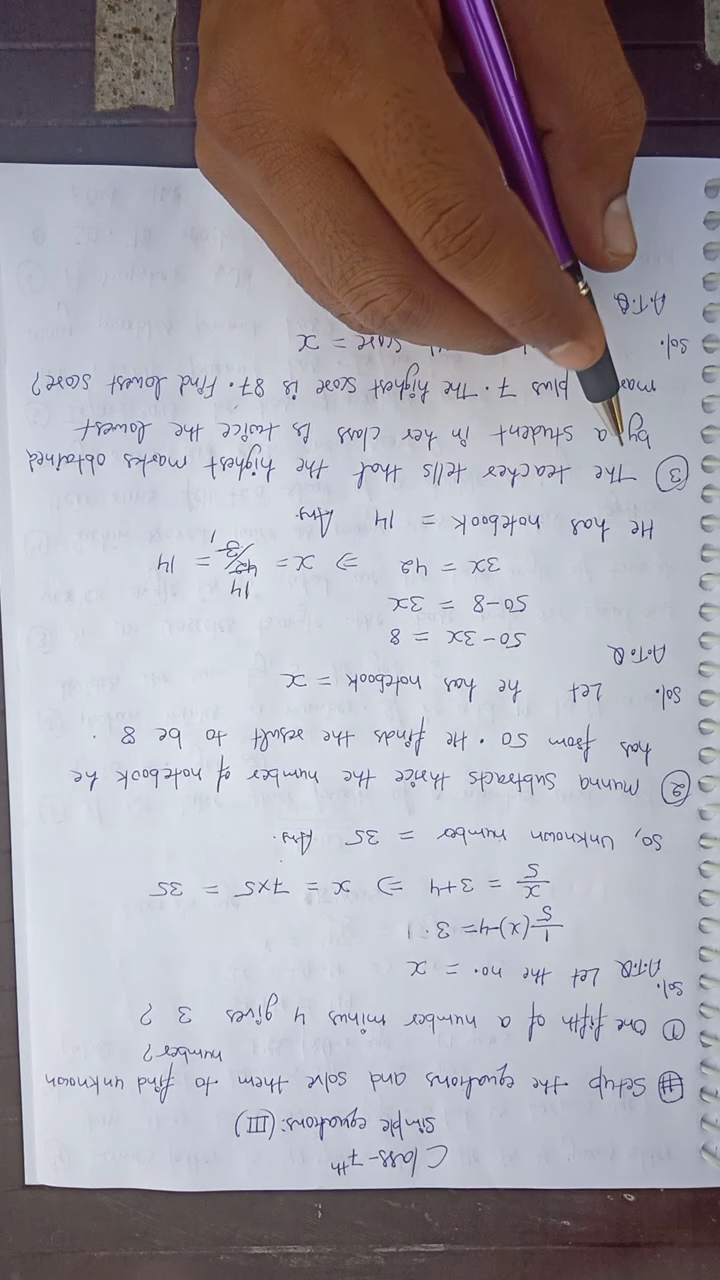 Class-7th
Simple equations: (III)
# Setup the equations and solve them to find unknown
number?
① One fifth of a number minus 4 gives 3 ?
Sol. Let the no. = x
A.T.Q
1/5 (x)-4 = 3
x/5 = 3+4 ⇒ x = 7×5 = 35
So, Unknown number = 35 Ans.
② Munna subtracts thrice the number of notebook he
has from 50. He finds the result to be 8.
Sol. Let he has notebook = x
A.T.Q
50-3x = 8
50-8 = 3x
3x = 42 ⇒ x = 42/3 = 14
14
1
He has notebook = 14 Ans.
③ The teacher tells that the highest marks obtained
by a student in her class is twice the lowest
plus 7. The highest score is 87. Find lowest score?
Sol. score = x
A.T.Q